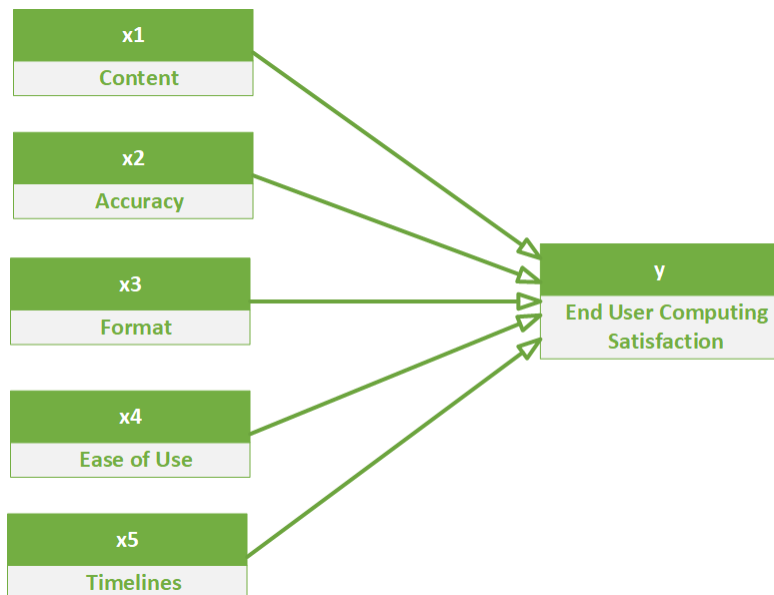 x1
Content
x2
Accuracy
x3
Format
x4
Ease of Use
x5
Timelines
y
End User Computing
Satisfaction